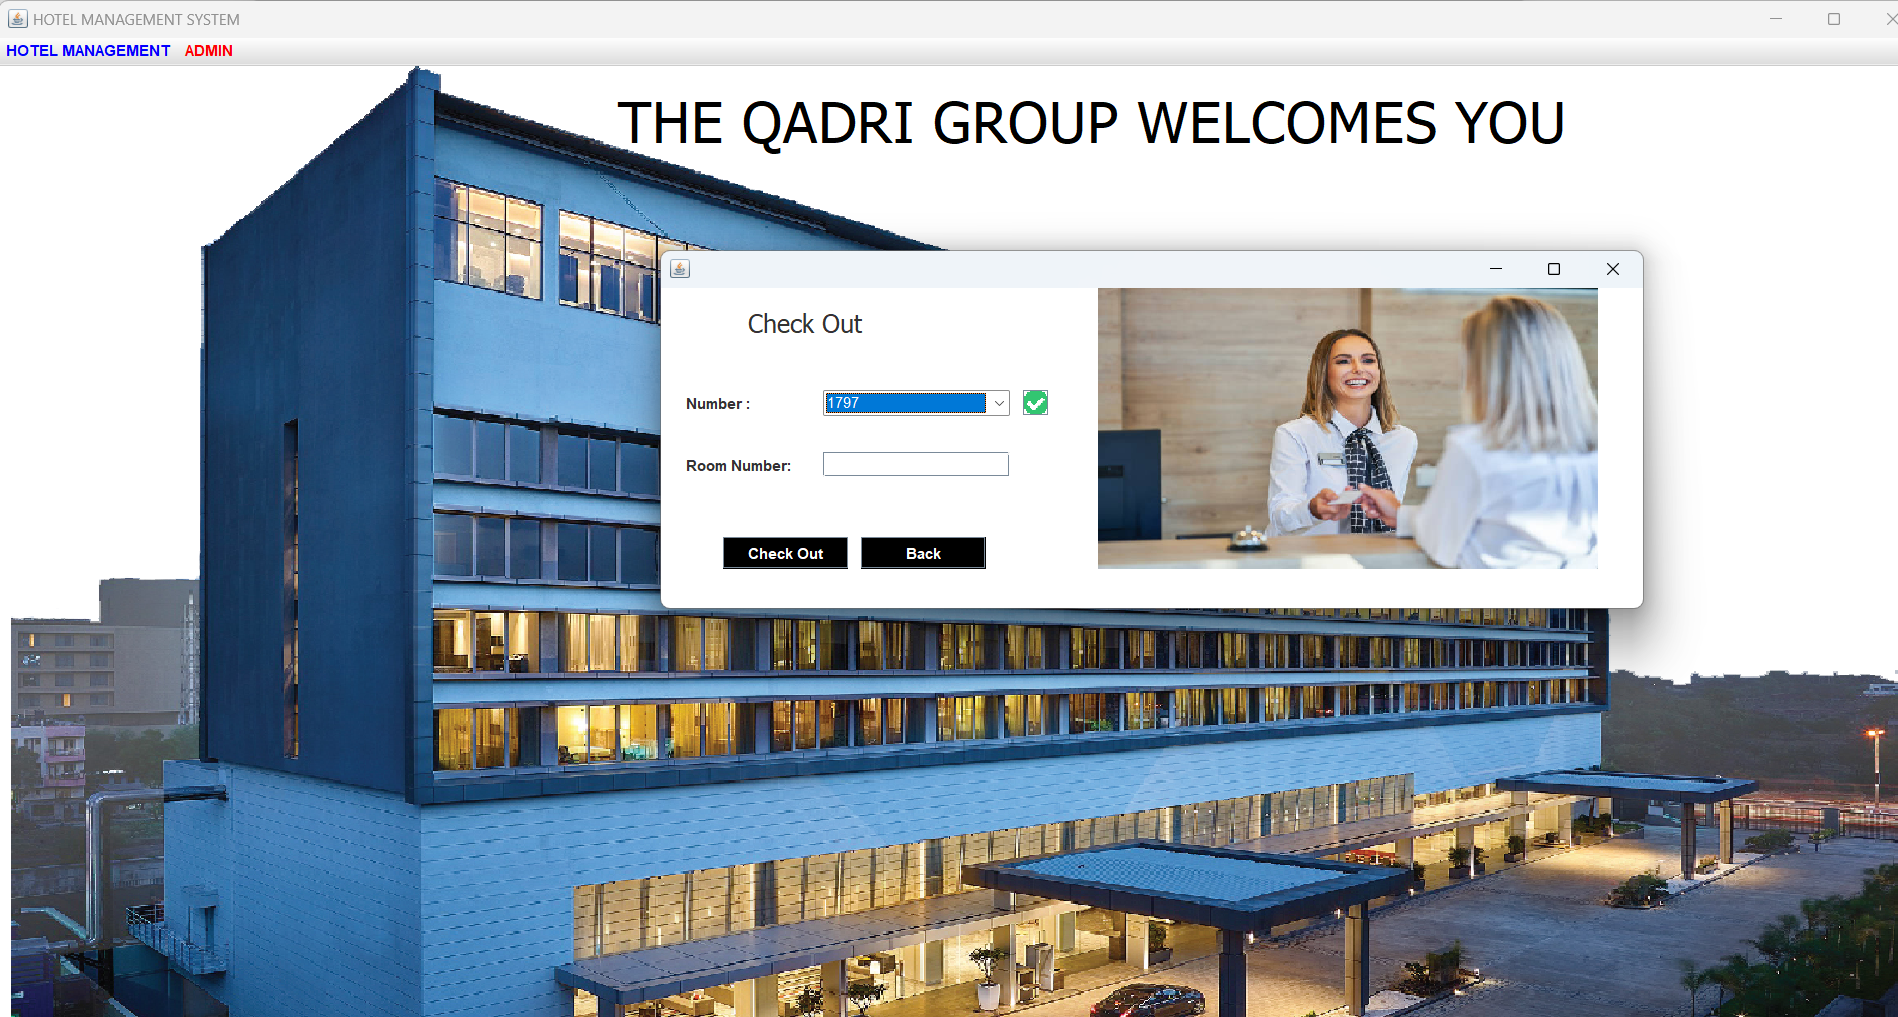 HOTEL MANAGEMENT SYSTEM
HOTEL MANAGEMENT ADMIN
THE QADRI GROUP WELCOMES YOU
Check Out
Number :
1797
Room Number:
Check Out
Back